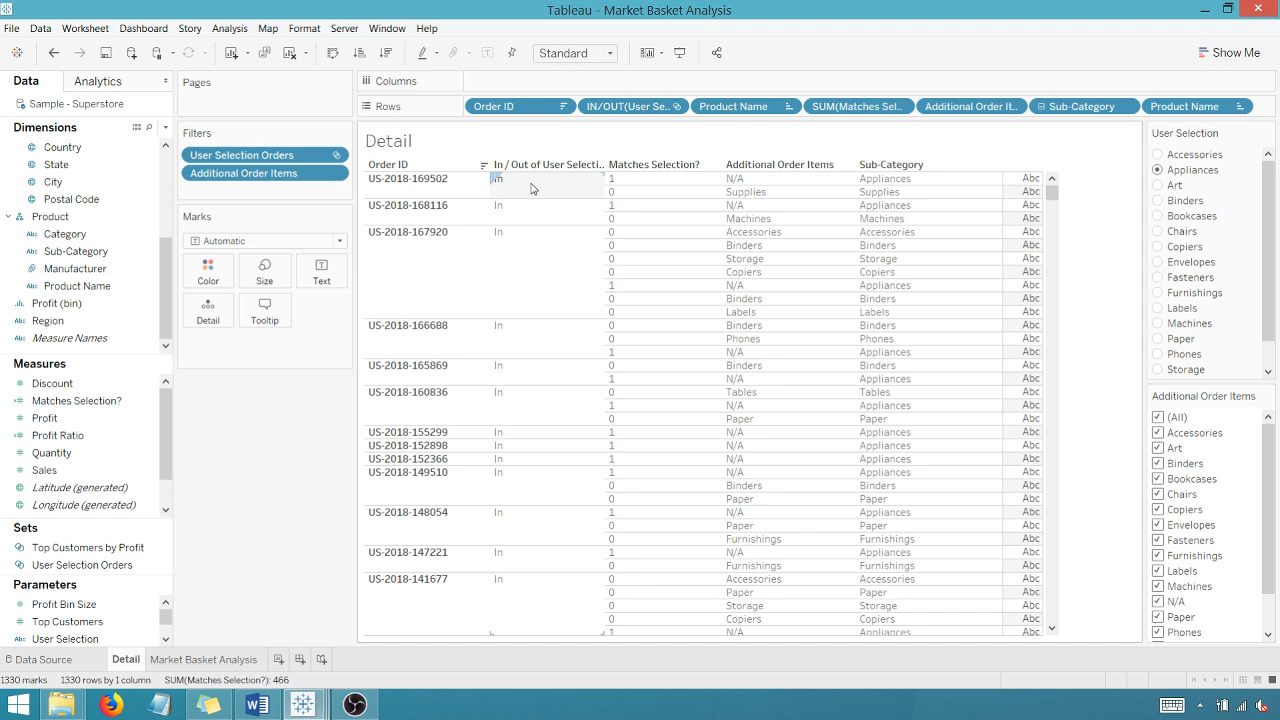 Tableau - Market Basket Analysis
File Data Worksheet Dashboard Story Analysis Map Format Server Window Help
Standard Show Me
Data Analytics
Pages
Columns
Sample - Superstore
Rows Order ID IN/OUT(User Se.. Product Name SUM(Matches Sel.. Additional Order It.. Sub-Category Product Name
Dimensions
Country
State
City
Postal Code
Product
Abc Category
Abc Sub-Category
Manufacturer
Abc Product Name
Profit (bin)
Abc Region
Abc Measure Names
Measures
Discount
Matches Selection?
Profit
Profit Ratio
Quantity
Sales
Latitude (generated)
Longitude (generated)
Sets
Top Customers by Profit
User Selection Orders
Parameters
Profit Bin Size
Top Customers
Abc User Selection
Filters
User Selection Orders
Additional Order Items
Marks
Automatic
Color Size Text
Detail Tooltip
Detail
Order ID In / Out of User Selecti.. Matches Selection? Additional Order Items Sub-Category
US-2018-169502 In 1 N/A Appliances Abc
0 Supplies Supplies Abc
US-2018-168116 In 1 N/A Appliances Abc
0 Machines Machines Abc
US-2018-167920 In 0 Accessories Accessories Abc
0 Binders Binders Abc
0 Storage Storage Abc
0 Copiers Copiers Abc
1 N/A Appliances Abc
0 Binders Binders Abc
0 Labels Labels Abc
US-2018-166688 In 0 Binders Binders Abc
0 Phones Phones Abc
1 N/A Appliances Abc
US-2018-165869 In 0 Binders Binders Abc
1 N/A Appliances Abc
US-2018-160836 In 0 Tables Tables Abc
1 N/A Appliances Abc
0 Paper Paper Abc
US-2018-155299 In 1 N/A Appliances Abc
US-2018-152898 In 1 N/A Appliances Abc
US-2018-152366 In 1 N/A Appliances Abc
US-2018-149510 In 1 N/A Appliances Abc
0 Binders Binders Abc
0 Paper Paper Abc
US-2018-148054 In 1 N/A Appliances Abc
0 Paper Paper Abc
0 Furnishings Furnishings Abc
US-2018-147221 In 1 N/A Appliances Abc
0 Furnishings Furnishings Abc
US-2018-141677 In 0 Accessories Accessories Abc
0 Paper Paper Abc
0 Storage Storage Abc
0 Copiers Copiers Abc
1 N/A Appliances Abc
User Selection
Accessories
Appliances
Art
Binders
Bookcases
Chairs
Copiers
Envelopes
Fasteners
Furnishings
Labels
Machines
Paper
Phones
Storage
Additional Order Items
(All)
Accessories
Art
Binders
Bookcases
Chairs
Copiers
Envelopes
Fasteners
Furnishings
Labels
Machines
N/A
Paper
Phones
Data Source Detail Market Basket Analysis
1330 marks 1330 rows by 1 column SUM(Matches Selection?): 466